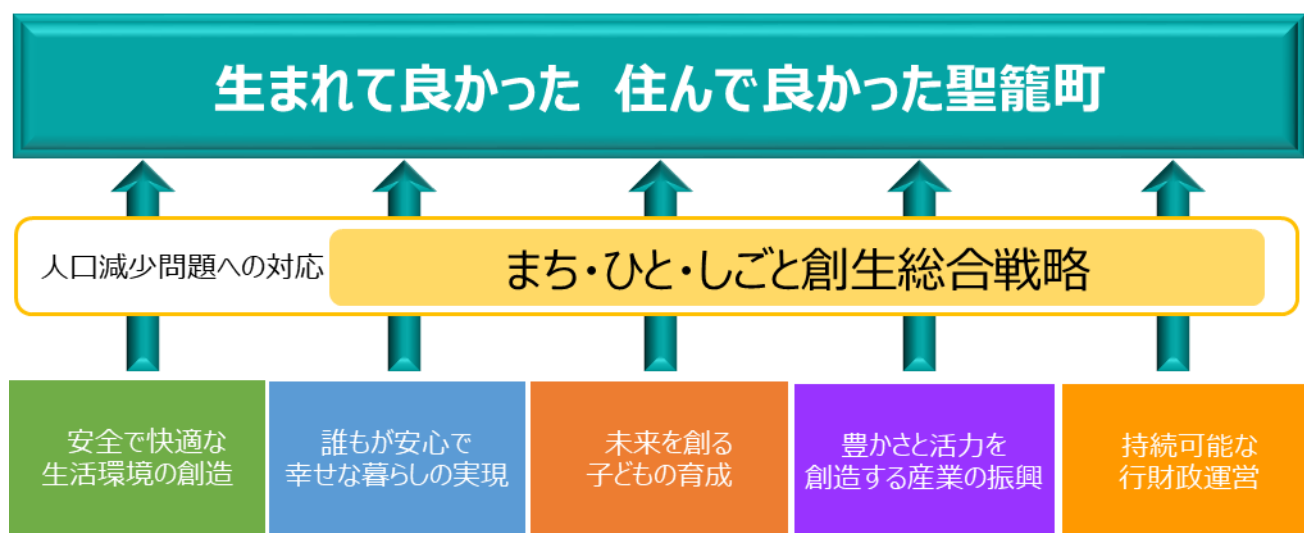 生まれて良かった 住んで良かった聖籠町
人口減少問題への対応
まち・ひと・しごと創生総合戦略
安全で快適な
生活環境の創造
誰もが安心で
幸せな暮らしの実現
未来を創る
子どもの育成
豊かさと活力を
創造する産業の振興
持続可能な
行財政運営